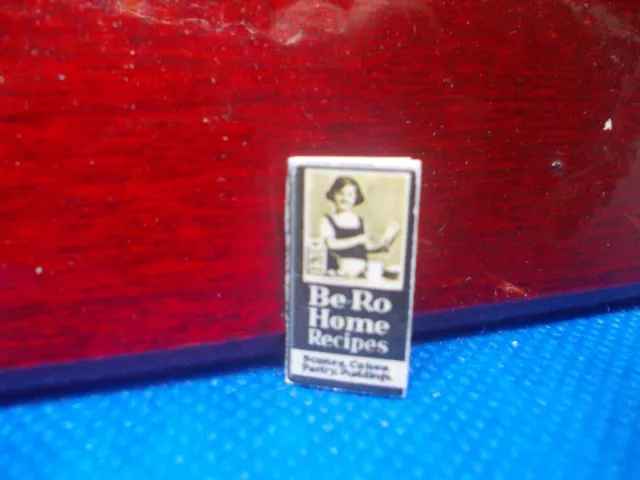 Be-Ro
Home
Recipes
Scones, Cakes,
Pastry, Puddings.